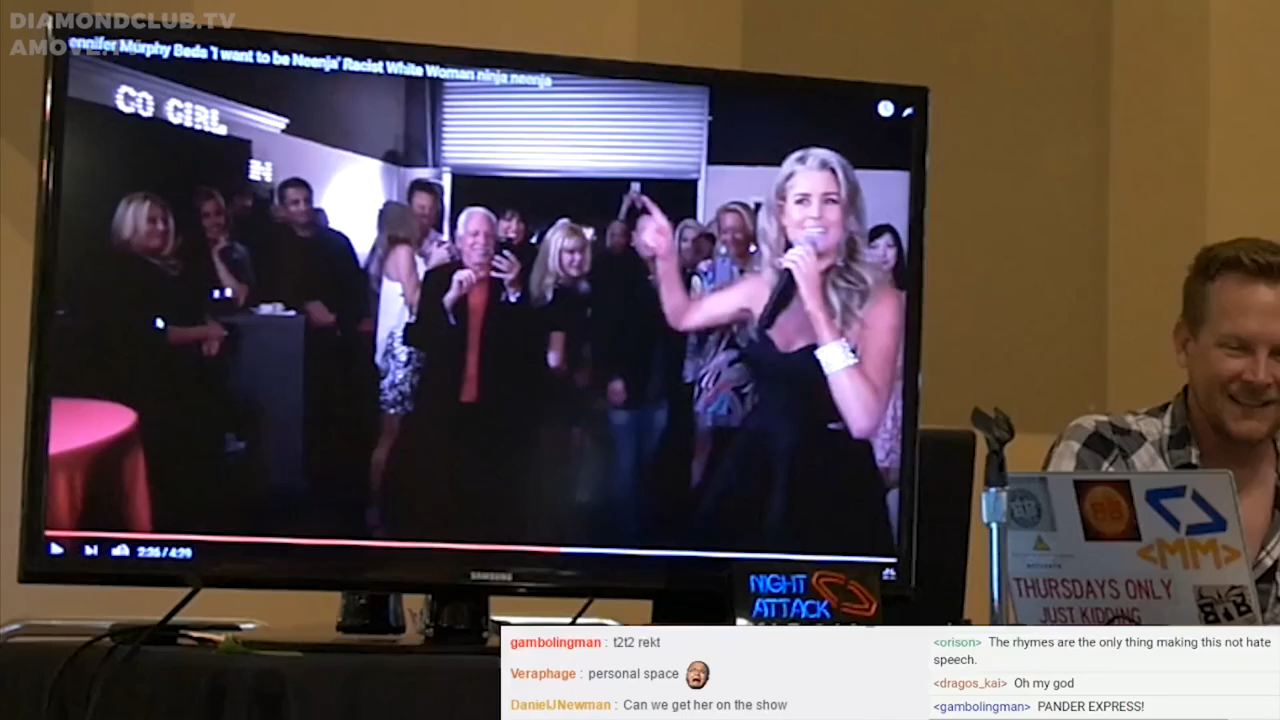 DIAMONDCLUB.TV
ennifer Murphy Beds 'I want to be Neenja' Racist White Woman ninja neenja
GO GIRL
2:36 / 4:29
SAMSUNG
NIGHT
ATTACK
<MM>
THURSDAYS ONLY
JUST KIDDING
gambolingman : t2t2 rekt
Veraphage : personal space
DanielJNewman : Can we get her on the show
<orison> The rhymes are the only thing making this not hate
speech.
<dragos_kai> Oh my god
<gambolingman> PANDER EXPRESS!